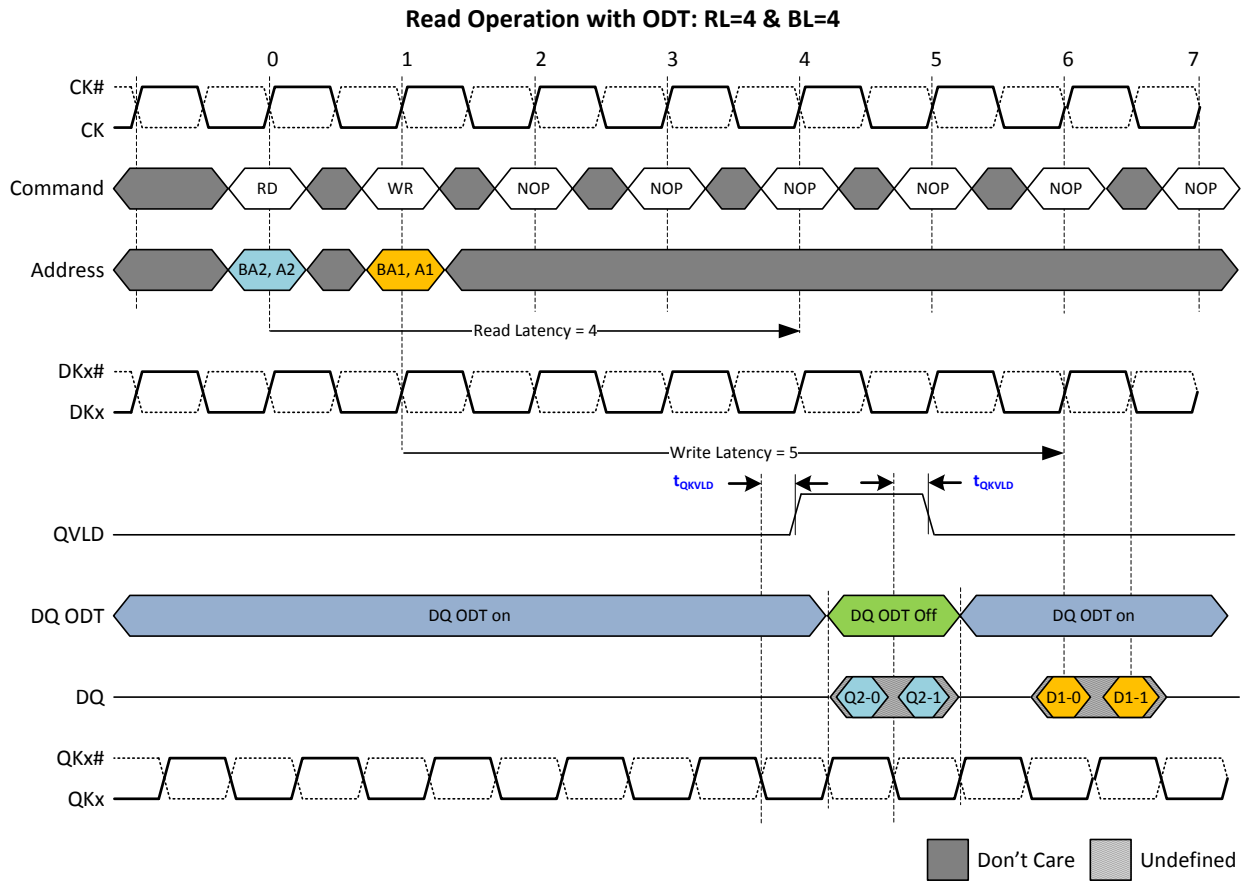 Read Operation with ODT: RL=4 & BL=4
0 1 2 3 4 5 6 7
CK#
CK
Command RD WR NOP NOP NOP NOP NOP NOP
Address BA2, A2 BA1, A1
Read Latency = 4
DKx#
DKx
Write Latency = 5
tQKVLD tQKVLD
QVLD
DQ ODT DQ ODT on DQ ODT Off DQ ODT on
DQ Q2-0 Q2-1 D1-0 D1-1
QKx#
QKx
Don’t Care Undefined